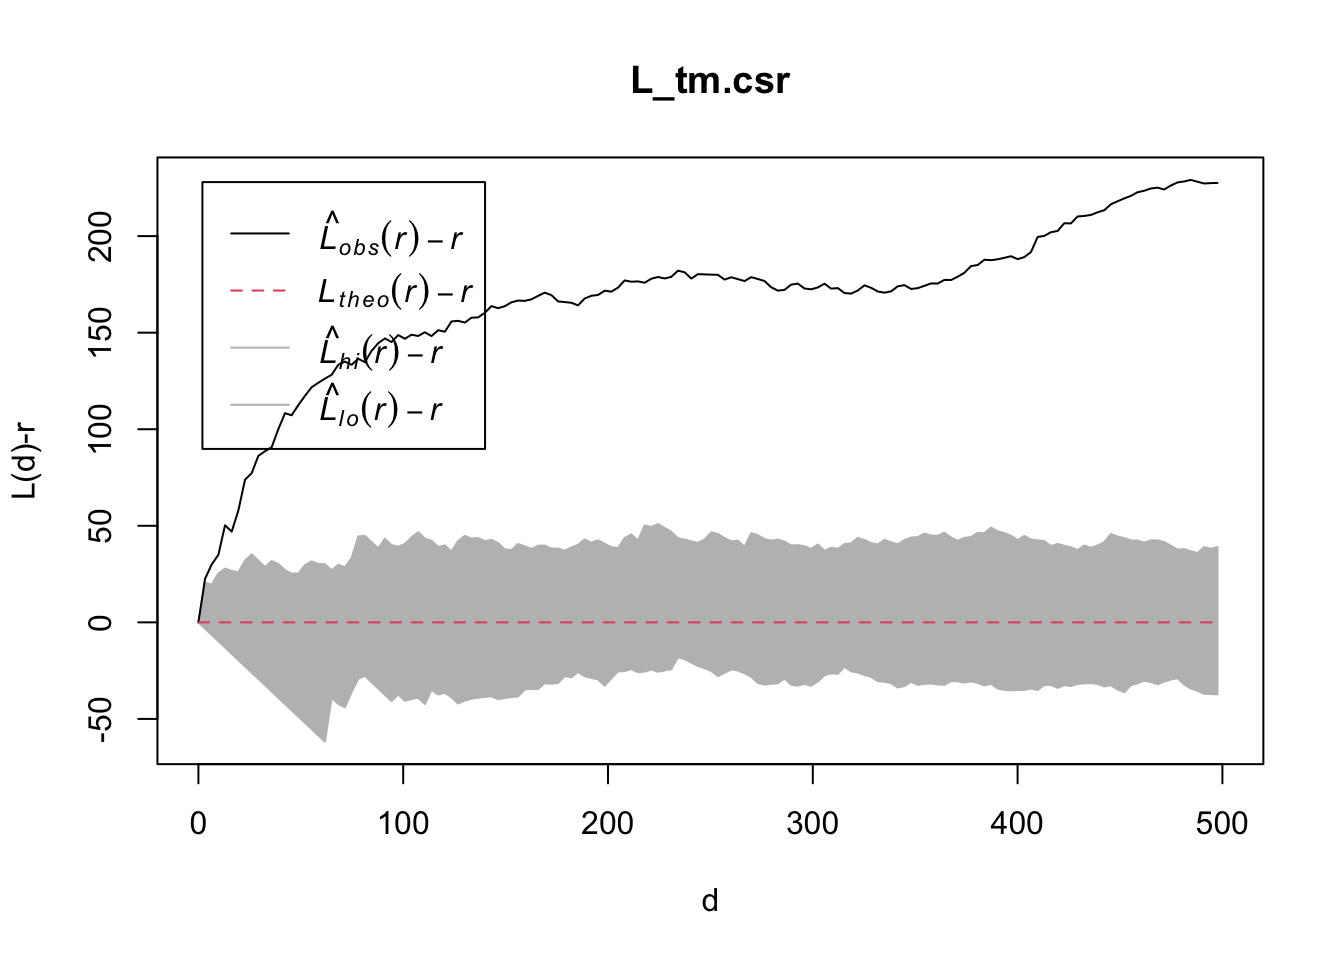 L_tm.csr
L̂obs(r) − r
Ltheo(r) − r
L̂hi(r) − r
L̂lo(r) − r
L(d)-r
200
150
100
50
0
-50
0 100 200 300 400 500
d